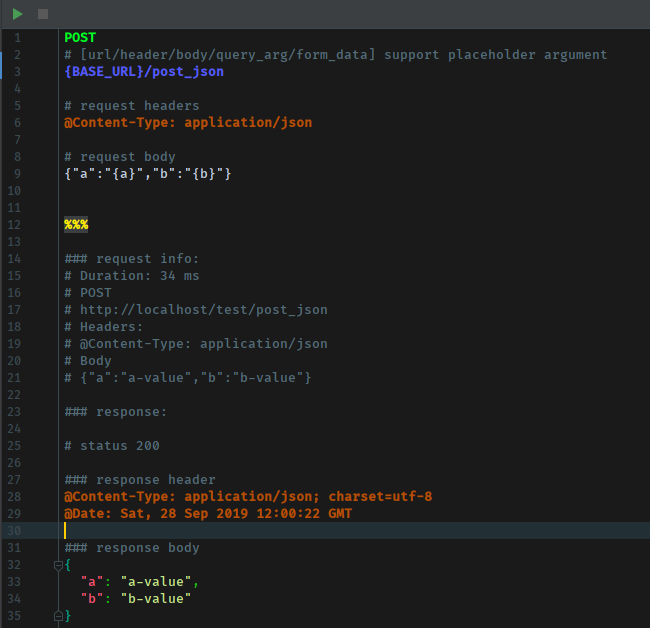 1 POST
2 # [url/header/body/query_arg/form_data] support placeholder argument
3 {BASE_URL}/post_json
4
5 # request headers
6 @Content-Type: application/json
7
8 # request body
9 {"a":"{a}","b":"{b}"}
10
11
12 %%%
13
14 ### request info:
15 # Duration: 34 ms
16 # POST
17 # http://localhost/test/post_json
18 # Headers:
19 # @Content-Type: application/json
20 # Body
21 # {"a":"a-value","b":"b-value"}
22
23 ### response:
24
25 # status 200
26
27 ### response header
28 @Content-Type: application/json; charset=utf-8
29 @Date: Sat, 28 Sep 2019 12:00:22 GMT
30
31 ### response body
32 {
33   "a": "a-value",
34   "b": "b-value"
35 }